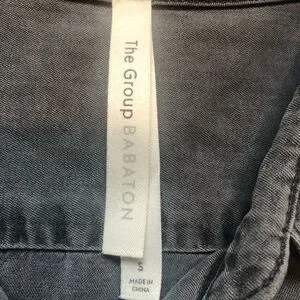 The Group BABATON
S
MADE IN
CHINA